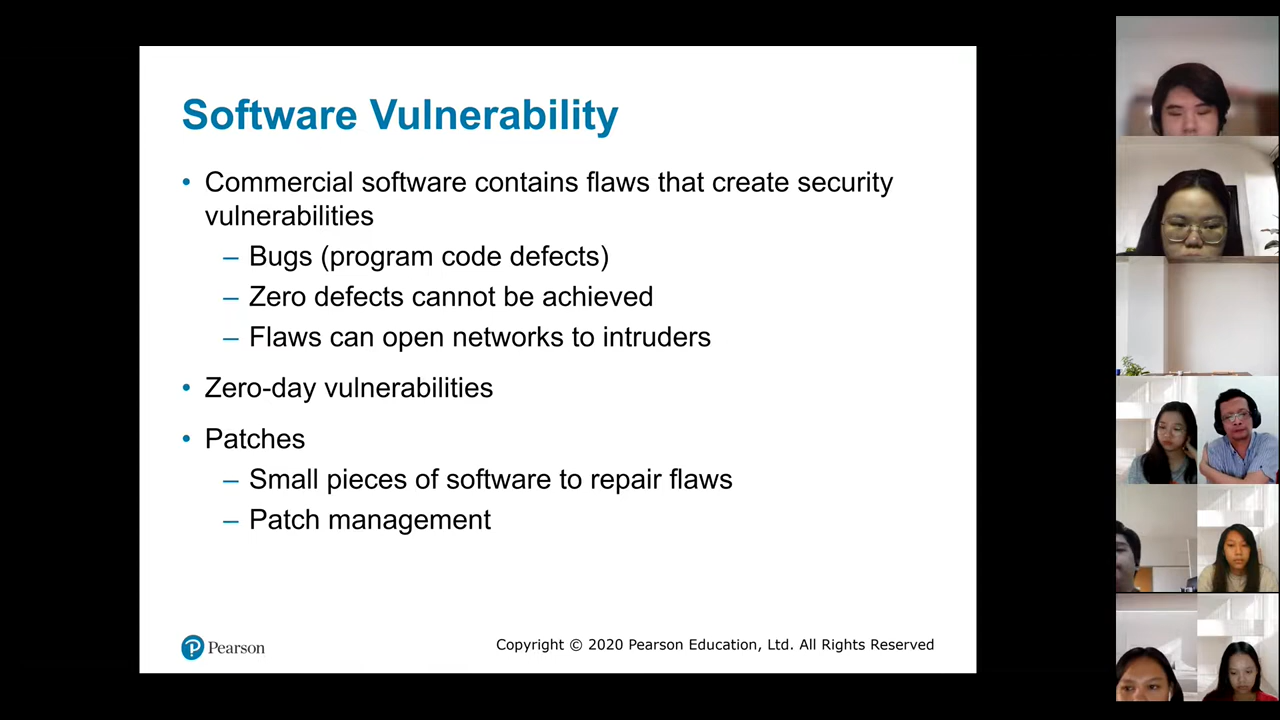 Software Vulnerability
• Commercial software contains flaws that create security
vulnerabilities
– Bugs (program code defects)
– Zero defects cannot be achieved
– Flaws can open networks to intruders
• Zero-day vulnerabilities
• Patches
– Small pieces of software to repair flaws
– Patch management
P Pearson
Copyright © 2020 Pearson Education, Ltd. All Rights Reserved